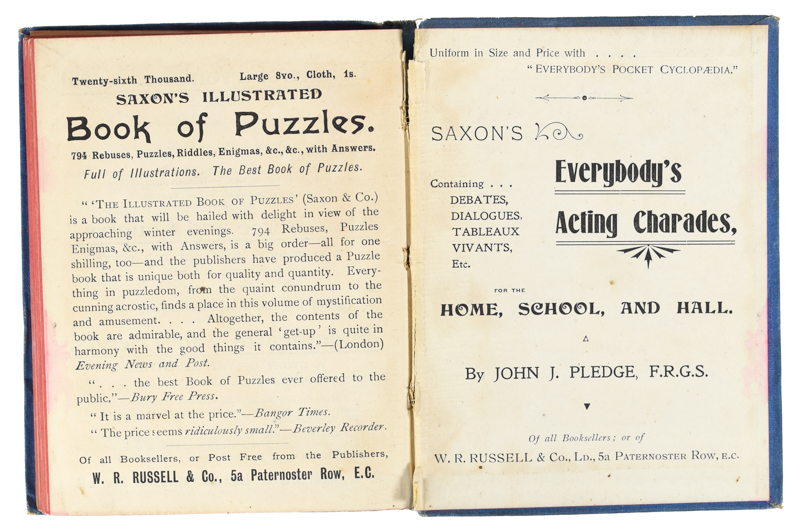 Twenty-sixth Thousand. Large 8vo., Cloth, 1s.
SAXON'S ILLUSTRATED
Book of Puzzles.
794 Rebuses, Puzzles, Riddles, Enigmas, &c., &c., with Answers.
Full of Illustrations. The Best Book of Puzzles.
" 'THE ILLUSTRATED BOOK OF PUZZLES' (Saxon & Co.)
is a book that will be hailed with delight in view of the
approaching winter evenings. 794 Rebuses, Puzzles
Enigmas, &c., with Answers, is a big order—all for one
shilling, too—and the publishers have produced a Puzzle
book that is unique both for quality and quantity. Every-
thing in puzzledom, from the quaint conundrum to the
cunning acrostic, finds a place in this volume of mystification
and amusement. . . . Altogether, the contents of the
book are admirable, and the general 'get-up' is quite in
harmony with the good things it contains."—(London)
Evening News and Post.
" . . . the best Book of Puzzles ever offered to the
public,"—Bury Free Press.
" It is a marvel at the price."—Bangor Times.
" The price seems ridiculously small."—Beverley Recorder.
Of all Booksellers, or Post Free from the Publishers,
W. R. RUSSELL & Co., 5a Paternoster Row, E.C.
Uniform in Size and Price with . . . .
" EVERYBODY'S POCKET CYCLOPÆDIA."
SAXON'S
Everybody's
Acting Charades,
Containing . . .
DEBATES,
DIALOGUES.
TABLEAUX
VIVANTS,
Etc.
FOR THE
HOME, SCHOOL, AND HALL.
By JOHN J. PLEDGE, F.R.G.S.
Of all Booksellers; or of
W. R. RUSSELL & Co., LD., 5A PATERNOSTER ROW, E.C.